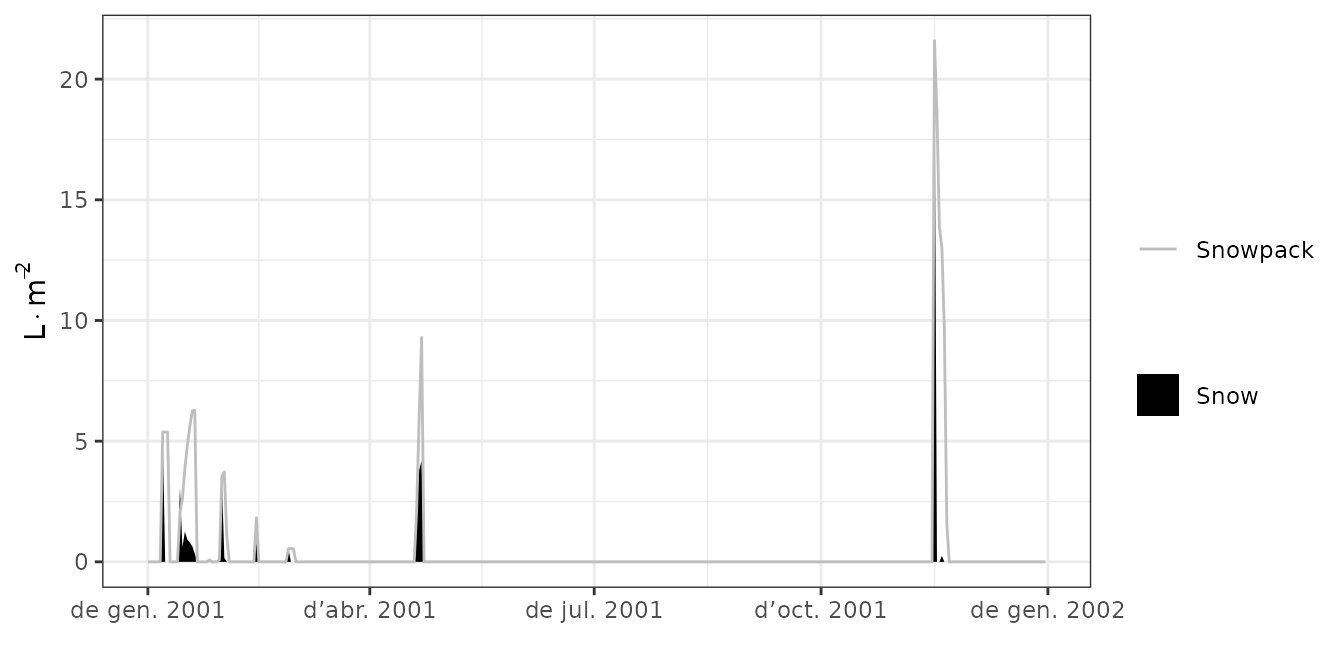 20
15
10
5
0
L · m⁻²
de gen. 2001
d’abr. 2001
de jul. 2001
d’oct. 2001
de gen. 2002
Snowpack
Snow